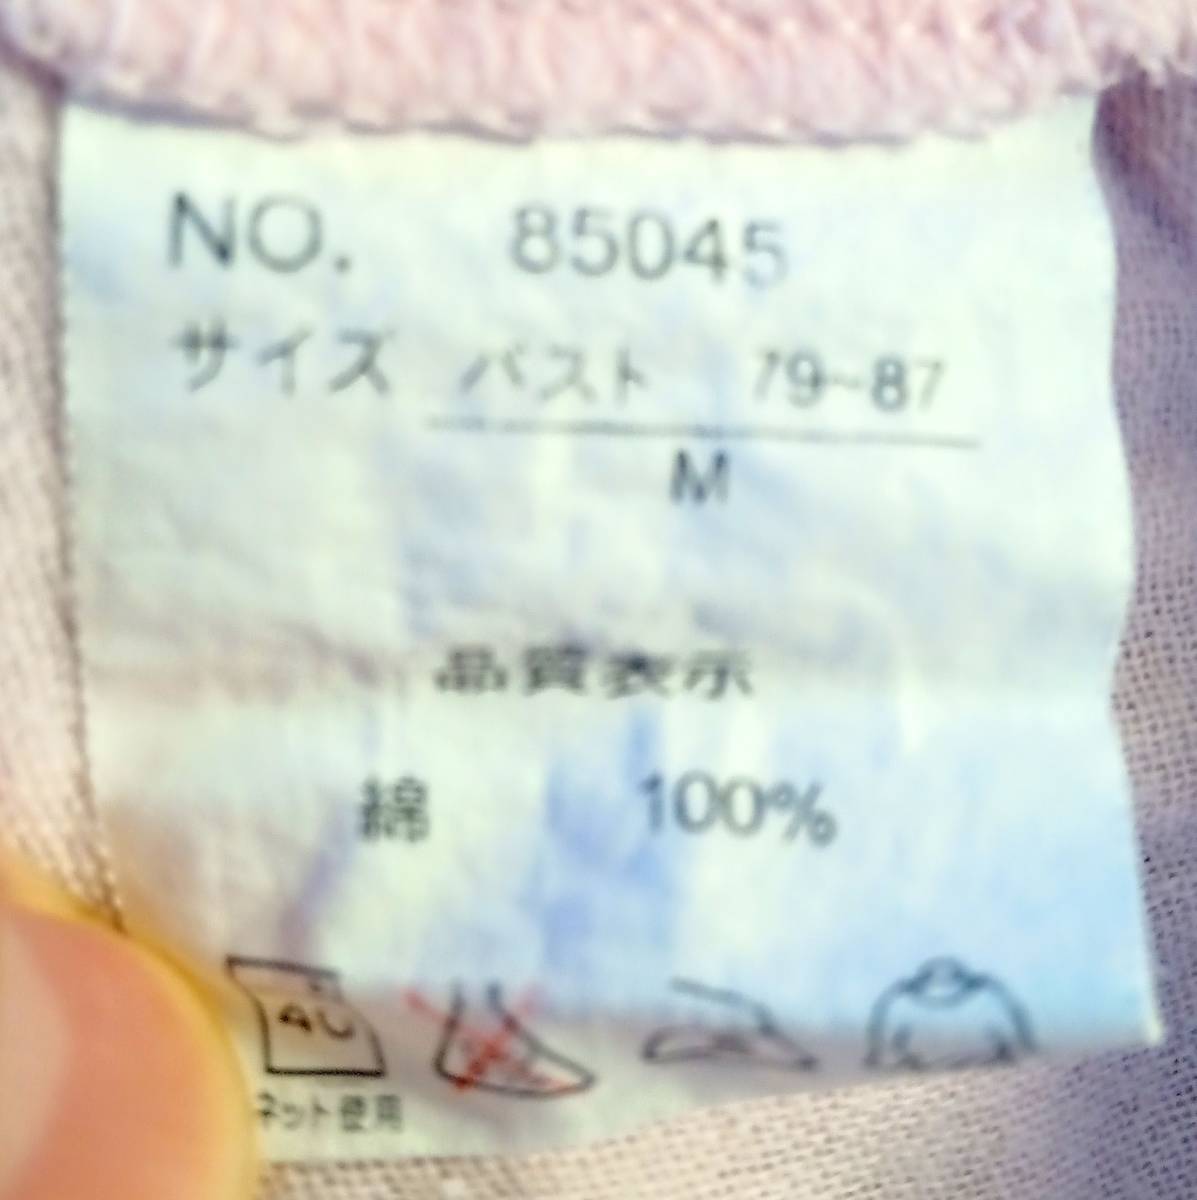 NO. 85045
サイズ バスト 79~87
M
品質表示
綿 100%
ネット使用